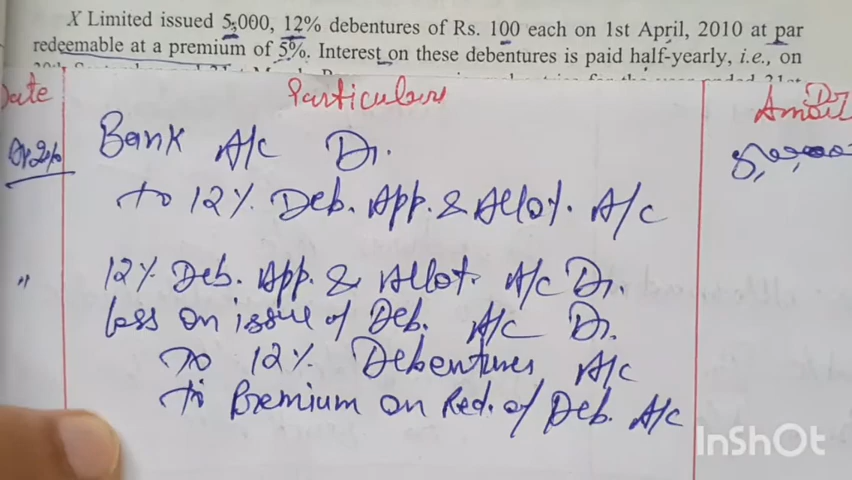 X Limited issued 5,000, 12% debentures of Rs. 100 each on 1st April, 2010 at par
redeemable at a premium of 5%. Interest on these debentures is paid half-yearly, i.e., on
Date Particulars Dr.
Bank A/c Dr. 5,00,000
To 12% Deb. App. & Allot. A/c
" 12% Deb. App. & Allot. A/c Dr.
Loss on issue of Deb. A/c Dr.
To 12% Debentures A/c
To Premium on Red. of Deb. A/c
InShOt